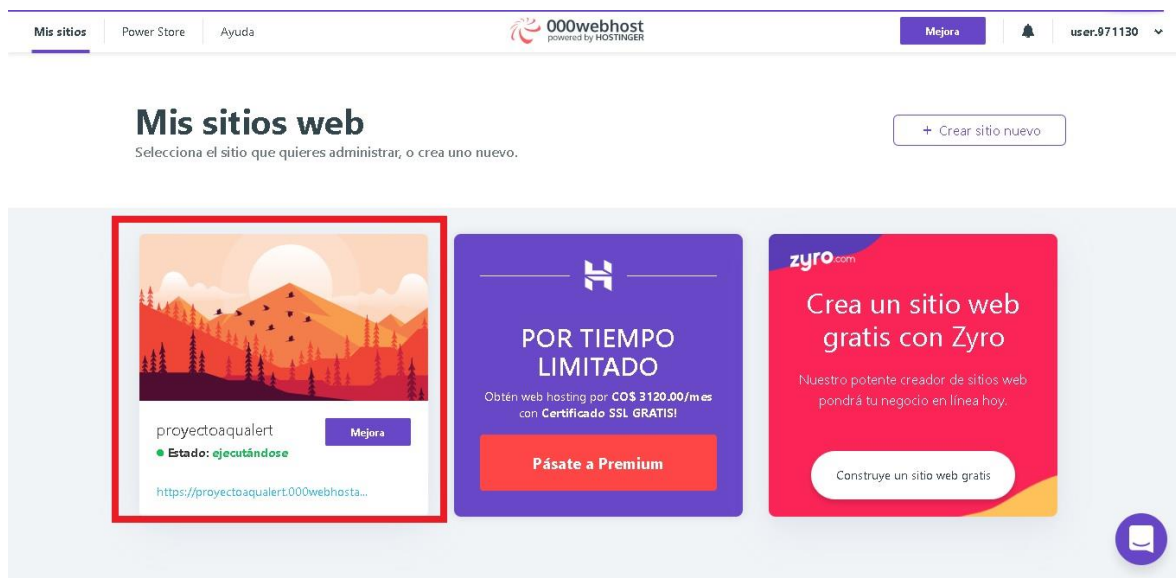 Mis sitios
Power Store
Ayuda
000webhost
powered by HOSTINGER
Mejora
user.971130
Mis sitios web
Selecciona el sitio que quieres administrar, o crea uno nuevo.
+ Crear sitio nuevo
proyectoaqualert
Mejora
Estado: ejecutándose
https://proyectoaqualert.000webhosta...
POR TIEMPO
LIMITADO
Obtén web hosting por CO$ 3120.00/mes
con Certificado SSL GRATIS!
Pásate a Premium
zyro.com
Crea un sitio web
gratis con Zyro
Nuestro potente creador de sitios web
pondrá tu negocio en línea hoy.
Construye un sitio web gratis